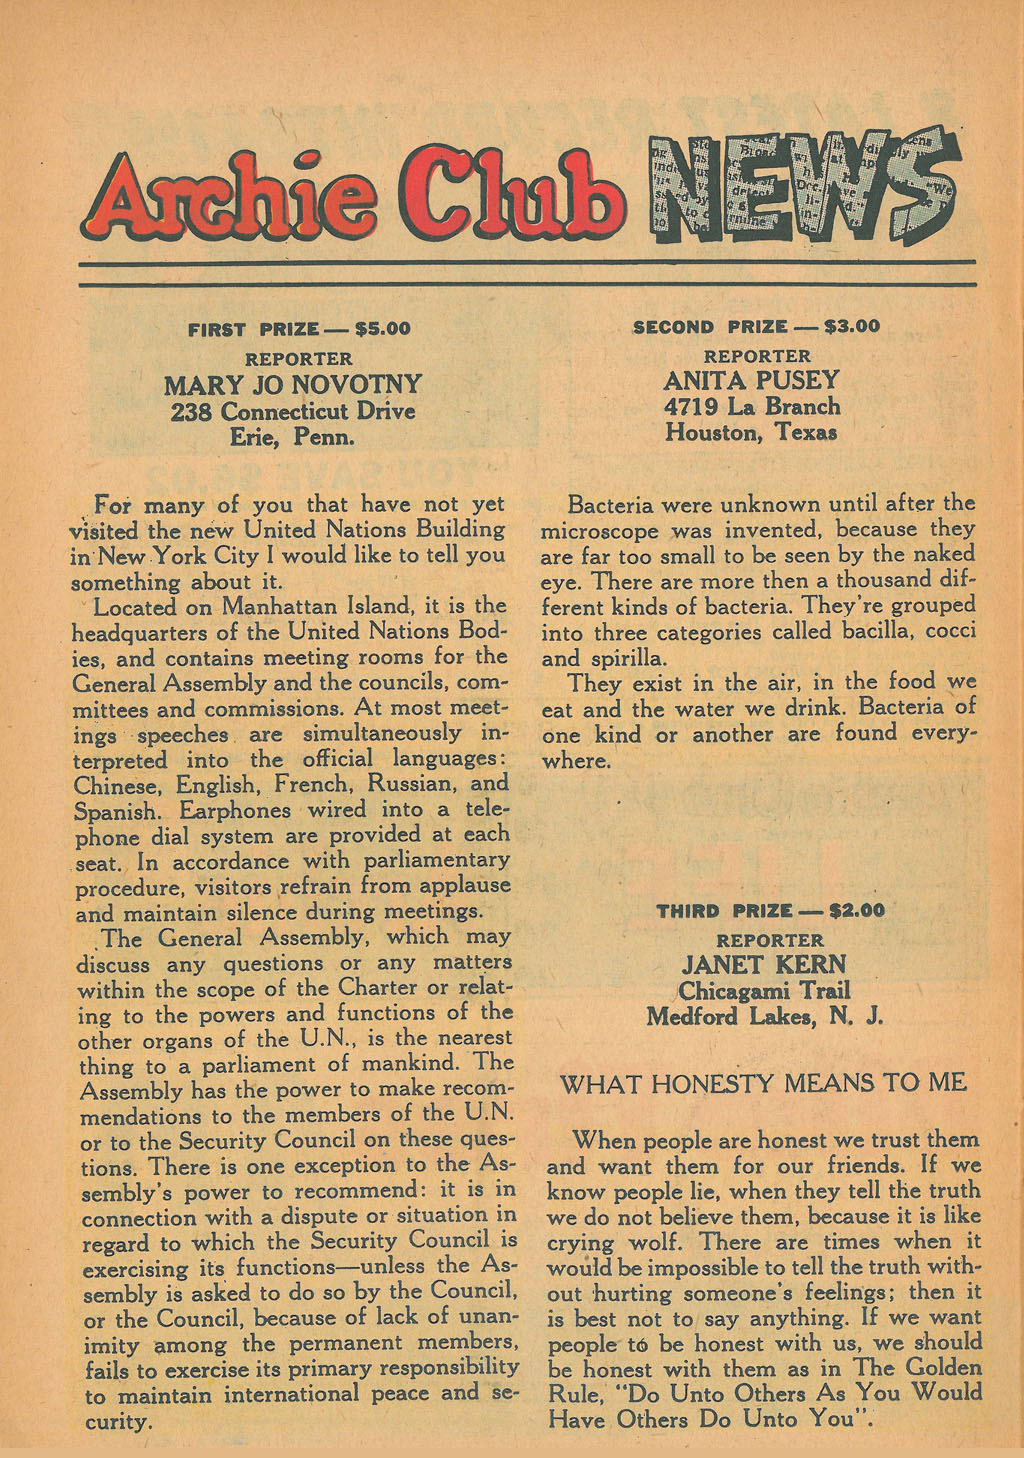 Archie Club NEWS
FIRST PRIZE — $5.00
REPORTER
MARY JO NOVOTNY
238 Connecticut Drive
Erie, Penn.
For many of you that have not yet
visited the new United Nations Building
in New York City I would like to tell you
something about it.
Located on Manhattan Island, it is the
headquarters of the United Nations Bod-
ies, and contains meeting rooms for the
General Assembly and the councils, com-
mittees and commissions. At most meet-
ings speeches are simultaneously in-
terpreted into the official languages:
Chinese, English, French, Russian, and
Spanish. Earphones wired into a tele-
phone dial system are provided at each
seat. In accordance with parliamentary
procedure, visitors refrain from applause
and maintain silence during meetings.
The General Assembly, which may
discuss any questions or any matters
within the scope of the Charter or relat-
ing to the powers and functions of the
other organs of the U.N., is the nearest
thing to a parliament of mankind. The
Assembly has the power to make recom-
mendations to the members of the U.N.
or to the Security Council on these ques-
tions. There is one exception to the As-
sembly's power to recommend: it is in
connection with a dispute or situation in
regard to which the Security Council is
exercising its functions—unless the As-
sembly is asked to do so by the Council,
or the Council, because of lack of unan-
imity among the permanent members,
fails to exercise its primary responsibility
to maintain international peace and se-
curity.
SECOND PRIZE — $3.00
REPORTER
ANITA PUSEY
4719 La Branch
Houston, Texas
Bacteria were unknown until after the
microscope was invented, because they
are far too small to be seen by the naked
eye. There are more then a thousand dif-
ferent kinds of bacteria. They're grouped
into three categories called bacilla, cocci
and spirilla.
They exist in the air, in the food we
eat and the water we drink. Bacteria of
one kind or another are found every-
where.
THIRD PRIZE — $2.00
REPORTER
JANET KERN
Chicagami Trail
Medford Lakes, N. J.
WHAT HONESTY MEANS TO ME
When people are honest we trust them
and want them for our friends. If we
know people lie, when they tell the truth
we do not believe them, because it is like
crying wolf. There are times when it
would be impossible to tell the truth with-
out hurting someone's feelings; then it
is best not to say anything. If we want
people to be honest with us, we should
be honest with them as in The Golden
Rule, "Do Unto Others As You Would
Have Others Do Unto You".